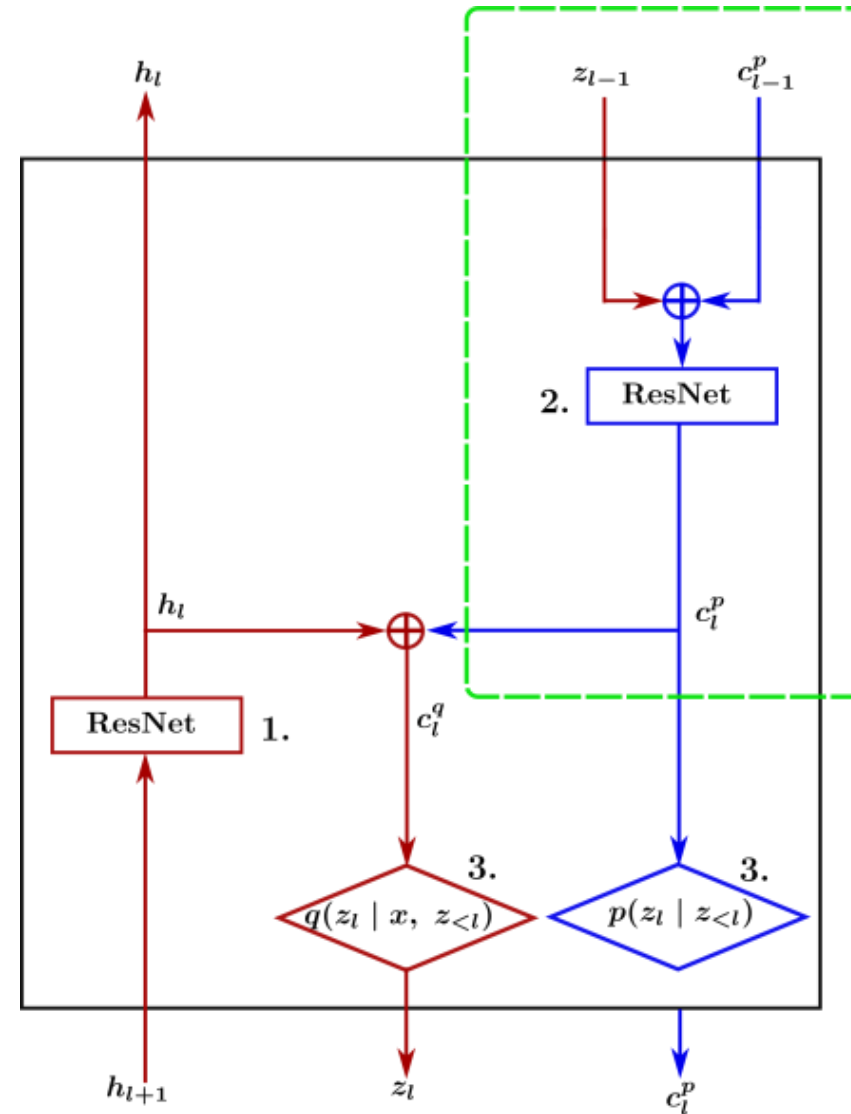 h_l
z_{l−1}
c^p_{l−1}
2.
ResNet
h_l
c^p_l
ResNet
1.
c^q_l
3.
3.
q(z_l | x, z_{<l})
p(z_l | z_{<l})
h_{l+1}
z_l
c^p_l